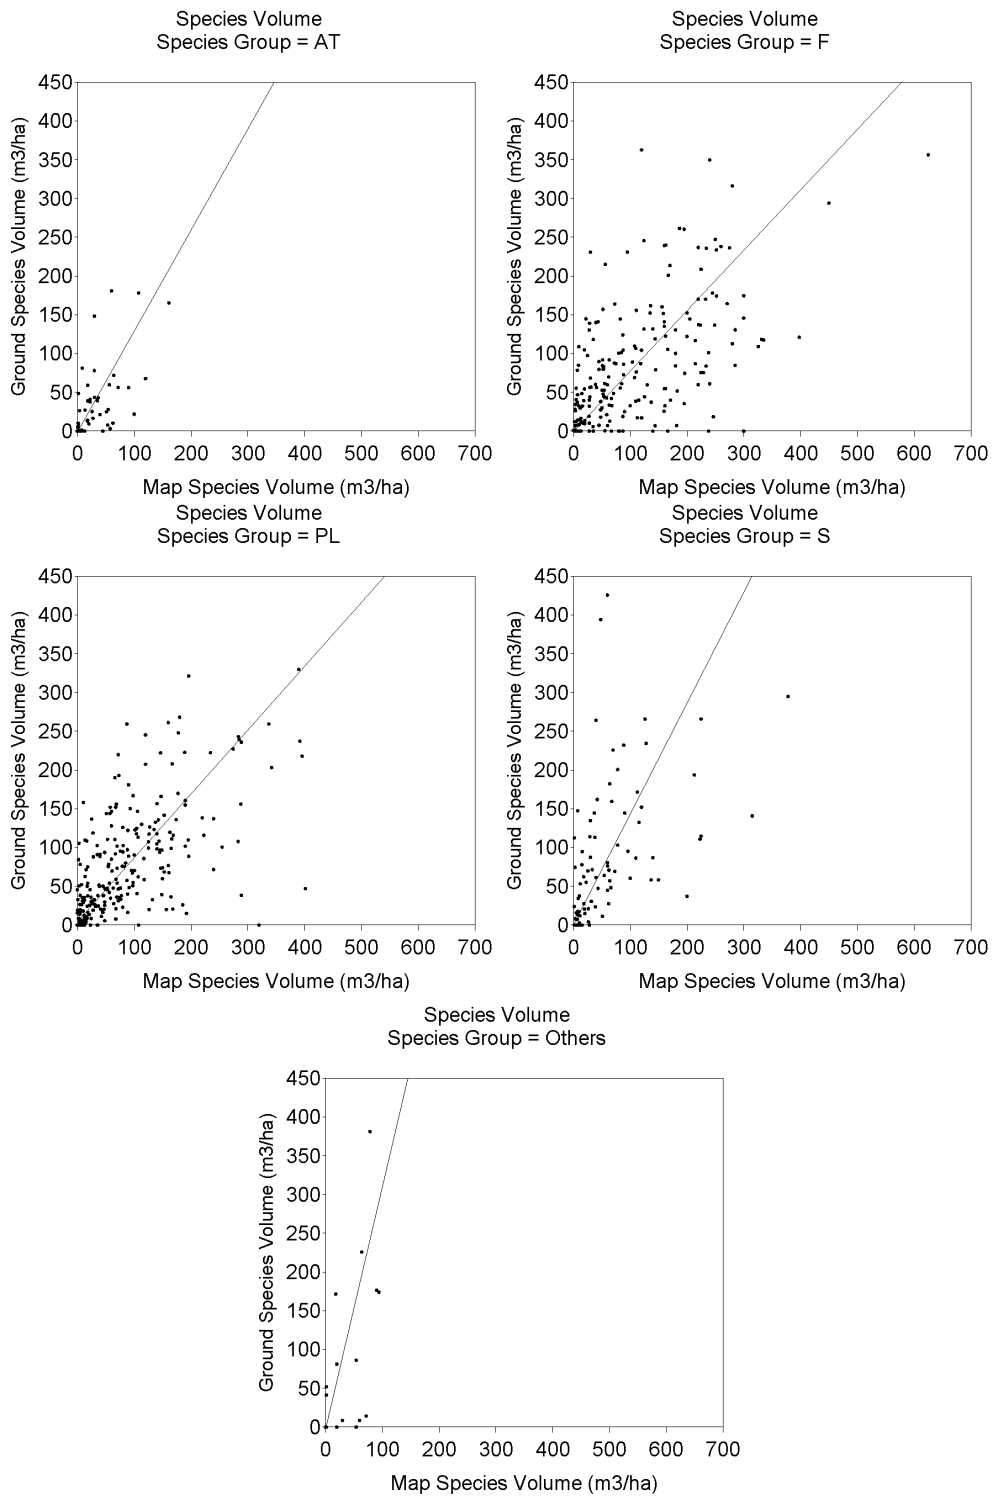 Species Volume
Species Group = AT
450
400
350
300
250
200
150
100
50
0
Ground Species Volume (m3/ha)
0 100 200 300 400 500 600 700
Map Species Volume (m3/ha)
Species Volume
Species Group = F
450
400
350
300
250
200
150
100
50
0
Ground Species Volume (m3/ha)
0 100 200 300 400 500 600 700
Map Species Volume (m3/ha)
Species Volume
Species Group = PL
450
400
350
300
250
200
150
100
50
0
Ground Species Volume (m3/ha)
0 100 200 300 400 500 600 700
Map Species Volume (m3/ha)
Species Volume
Species Group = S
450
400
350
300
250
200
150
100
50
0
Ground Species Volume (m3/ha)
0 100 200 300 400 500 600 700
Map Species Volume (m3/ha)
Species Volume
Species Group = Others
450
400
350
300
250
200
150
100
50
0
Ground Species Volume (m3/ha)
0 100 200 300 400 500 600 700
Map Species Volume (m3/ha)